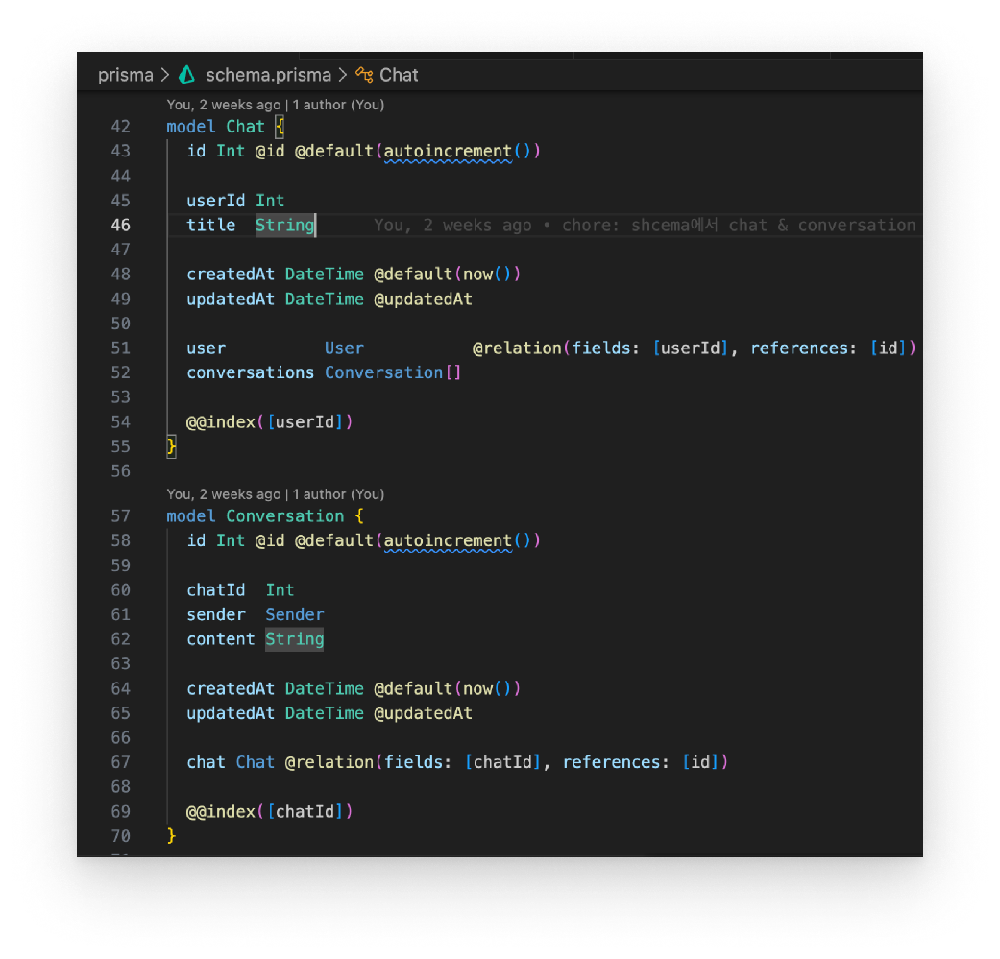 prisma > schema.prisma > Chat
You, 2 weeks ago | 1 author (You)
42 model Chat {
43 id Int @id @default(autoincrement())
44
45 userId Int
46 title String You, 2 weeks ago • chore: shcema에서 chat & conversation
47
48 createdAt DateTime @default(now())
49 updatedAt DateTime @updatedAt
50
51 user User @relation(fields: [userId], references: [id])
52 conversations Conversation[]
53
54 @@index([userId])
55 }
56
You, 2 weeks ago | 1 author (You)
57 model Conversation {
58 id Int @id @default(autoincrement())
59
60 chatId Int
61 sender Sender
62 content String
63
64 createdAt DateTime @default(now())
65 updatedAt DateTime @updatedAt
66
67 chat Chat @relation(fields: [chatId], references: [id])
68
69 @@index([chatId])
70 }